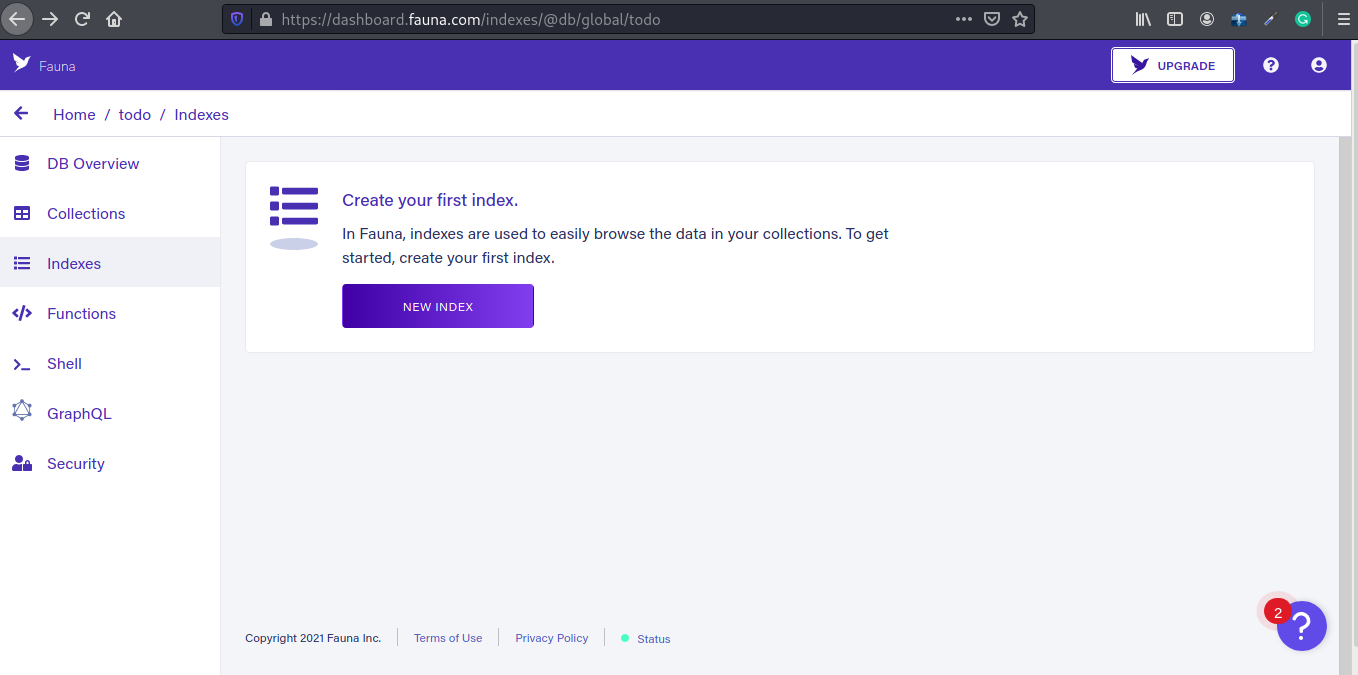 https://dashboard.fauna.com/indexes/@db/global/todo
Fauna
UPGRADE
Home / todo / Indexes
DB Overview
Collections
Indexes
Functions
Shell
GraphQL
Security
Create your first index.
In Fauna, indexes are used to easily browse the data in your collections. To get
started, create your first index.
NEW INDEX
Copyright 2021 Fauna Inc.
Terms of Use
Privacy Policy
Status
2
?